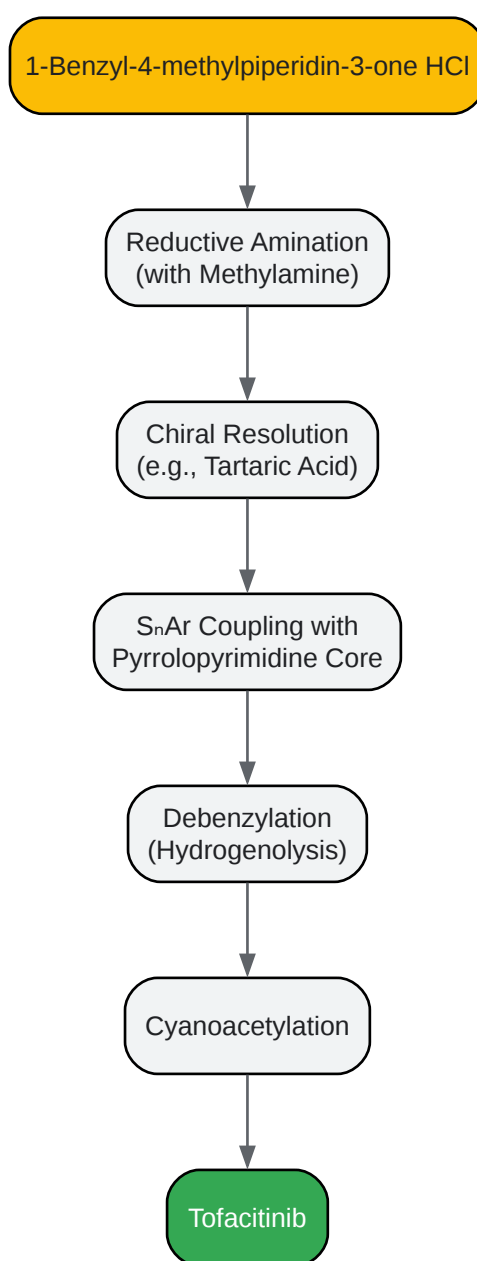 1-Benzyl-4-methylpiperidin-3-one HCl
Reductive Amination
(with Methylamine)
Chiral Resolution
(e.g., Tartaric Acid)
SₙAr Coupling with
Pyrrolopyrimidine Core
Debenzylation
(Hydrogenolysis)
Cyanoacetylation
Tofacitinib